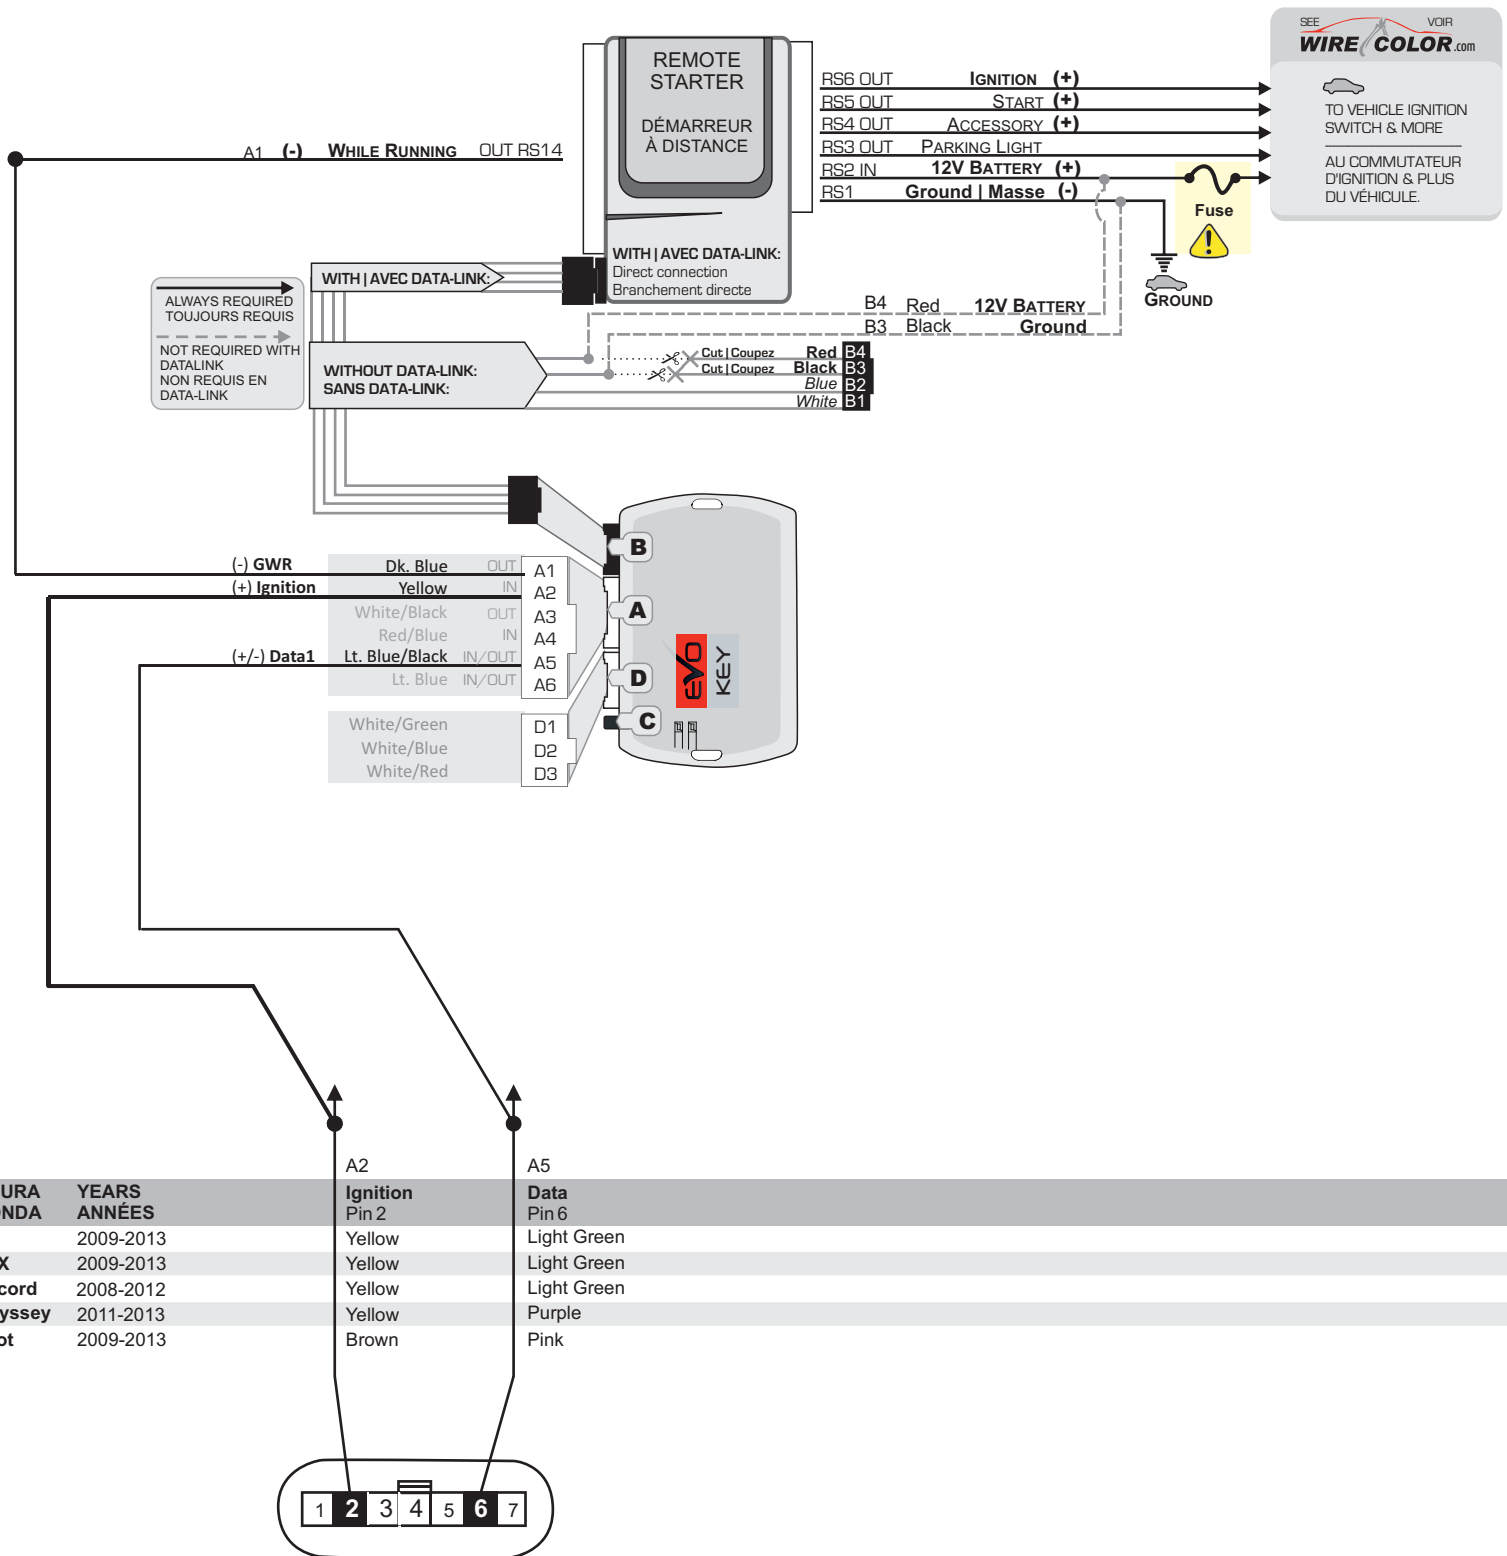 SEE VOIR
WIRE COLOR.com
TO VEHICLE IGNITION
SWITCH & MORE
AU COMMUTATEUR
D'IGNITION & PLUS
DU VÉHICULE.
REMOTE
STARTER
DÉMARREUR
À DISTANCE
WITH | AVEC DATA-LINK:
Direct connection
Branchement directe
RS6 OUT IGNITION (+)
RS5 OUT START (+)
RS4 OUT ACCESSORY (+)
RS3 OUT PARKING LIGHT
RS2 IN 12V BATTERY (+)
RS1 Ground | Masse (-)
Fuse
GROUND
A1 (-) WHILE RUNNING OUT RS14
WITH | AVEC DATA-LINK:
ALWAYS REQUIRED
TOUJOURS REQUIS
NOT REQUIRED WITH
DATALINK
NON REQUIS EN
DATA-LINK
B4 Red 12V BATTERY
B3 Black Ground
WITHOUT DATA-LINK:
SANS DATA-LINK:
Cut | Coupez Red B4
Cut | Coupez Black B3
Blue B2
White B1
(-) GWR Dk. Blue OUT A1
(+) Ignition Yellow IN A2
White/Black OUT A3
Red/Blue IN A4
(+/-) Data1 Lt. Blue/Black IN/OUT A5
Lt. Blue IN/OUT A6
White/Green D1
White/Blue D2
White/Red D3
B
A
D
C
EVO
KEY
A2 A5
URA YEARS Ignition Data
NDA ANNÉES Pin 2 Pin 6
2009-2013 Yellow Light Green
X 2009-2013 Yellow Light Green
cord 2008-2012 Yellow Light Green
yssey 2011-2013 Yellow Purple
ot 2009-2013 Brown Pink
1 2 3 4 5 6 7